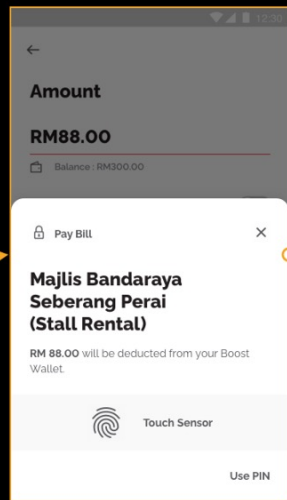 12:30
Amount
RM88.00
Balance : RM300.00
Pay Bill
Majlis Bandaraya
Seberang Perai
(Stall Rental)
RM 88.00 will be deducted from your Boost
Wallet.
Touch Sensor
Use PIN